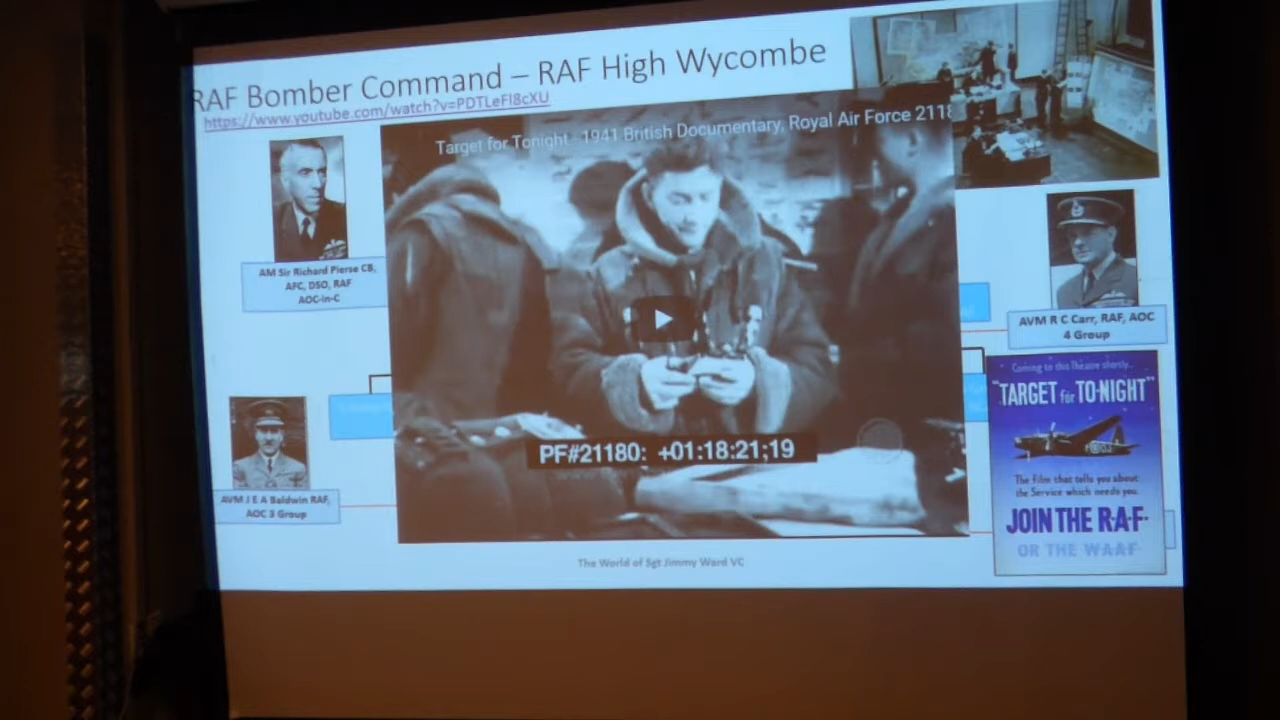 RAF Bomber Command – RAF High Wycombe
https://www.youtube.com/watch?v=PDTLeFl8cXU
Target for Tonight - 1941 British Documentary, Royal Air Force 2118
AM Sir Richard Pierse CB,
AFC, DSO, RAF
AOC-in-C
AVM R C Carr, RAF, AOC
4 Group
AVM J E A Baldwin RAF,
AOC 3 Group
PF#21180: +01:18:21;19
Coming to this Theatre shortly..
"TARGET for TO-NIGHT"
The film that tells you about
the Service which needs you.
JOIN THE R·A·F·
OR THE WAAF
The World of Sgt Jimmy Ward VC